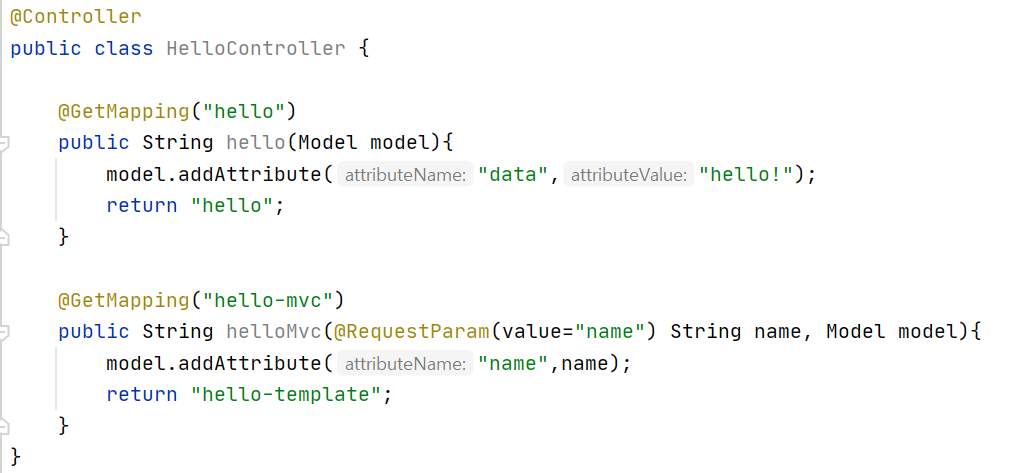 @Controller
public class HelloController {
@GetMapping("hello")
public String hello(Model model){
model.addAttribute( attributeName: "data", attributeValue: "hello!");
return "hello";
}
@GetMapping("hello-mvc")
public String helloMvc(@RequestParam(value="name") String name, Model model){
model.addAttribute( attributeName: "name",name);
return "hello-template";
}
}